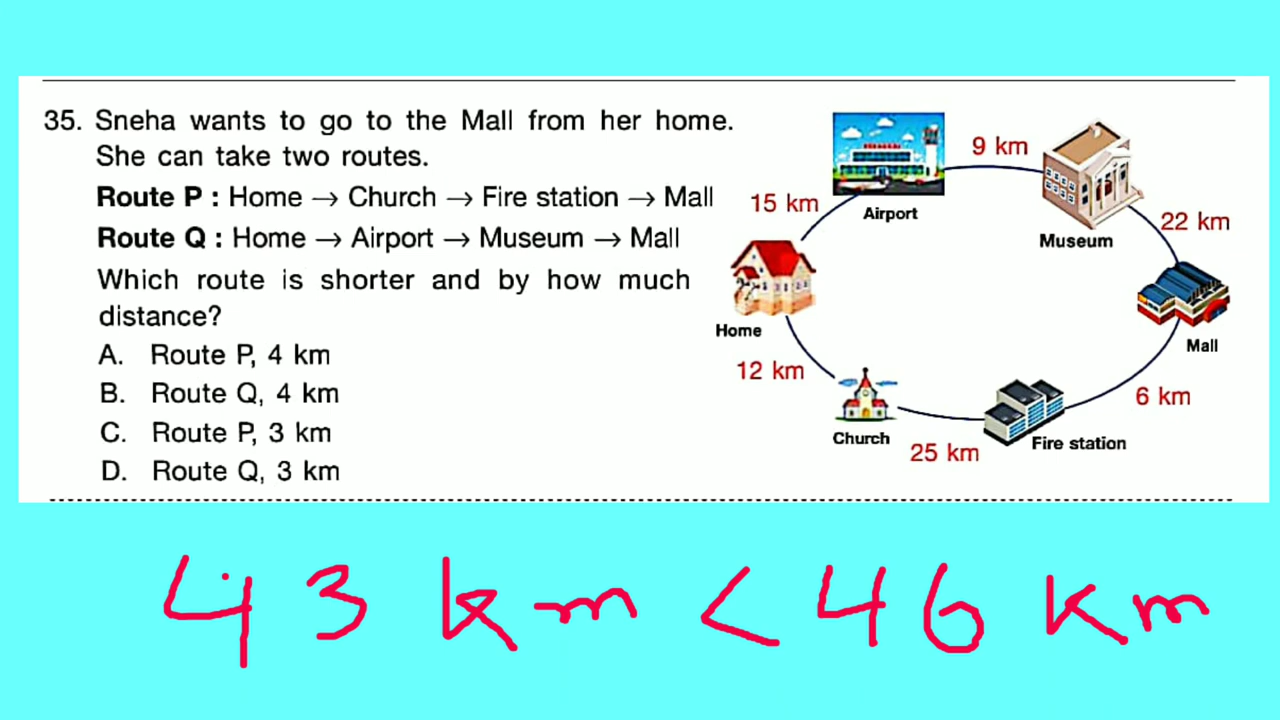 35. Sneha wants to go to the Mall from her home.
She can take two routes.
Route P : Home → Church → Fire station → Mall
Route Q : Home → Airport → Museum → Mall
Which route is shorter and by how much
distance?
A. Route P, 4 km
B. Route Q, 4 km
C. Route P, 3 km
D. Route Q, 3 km
9 km
15 km
Airport
22 km
Museum
Home
Mall
12 km
6 km
Church
Fire station
25 km
43 km < 46 km